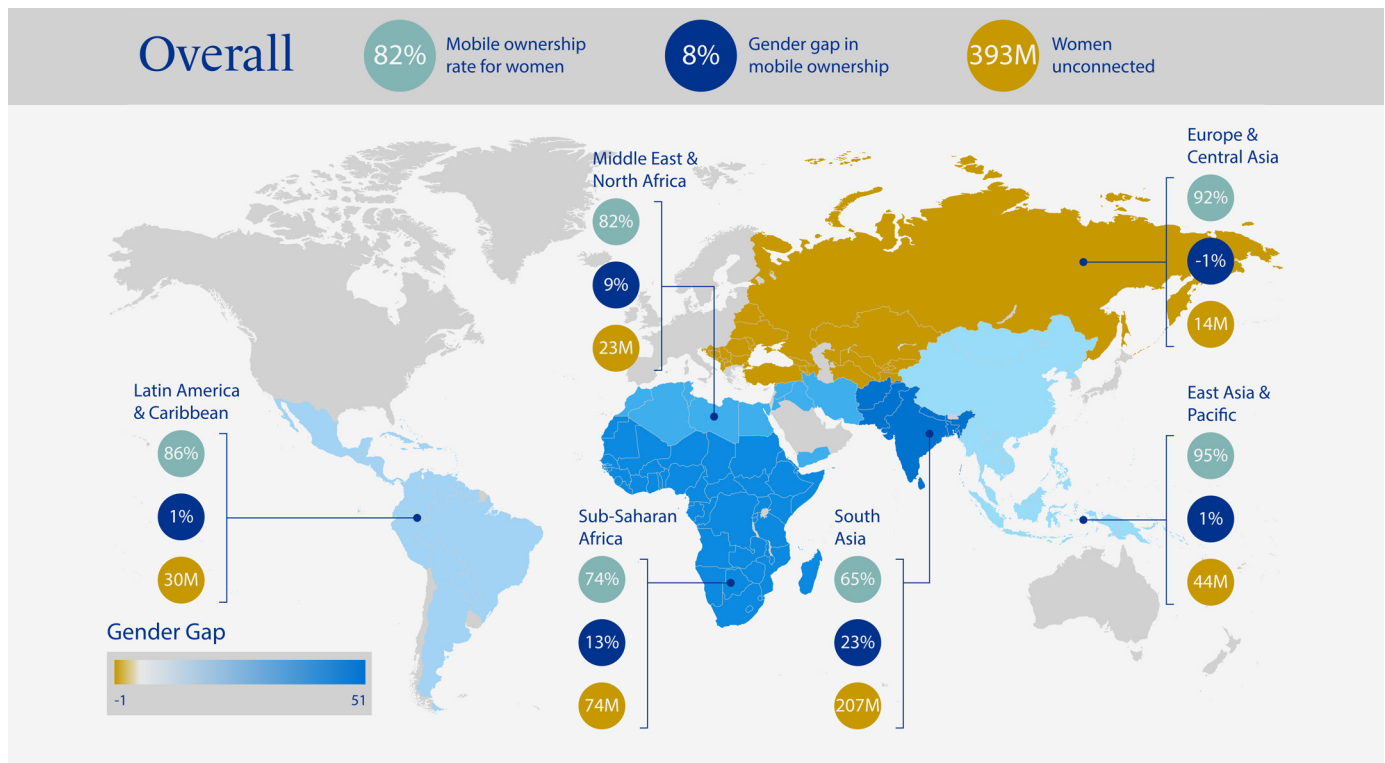 Overall
82%
Mobile ownership
rate for women
8%
Gender gap in
mobile ownership
393M
Women
unconnected
Middle East &
North Africa
82%
9%
23M
Europe &
Central Asia
92%
-1%
14M
Latin America
& Caribbean
86%
1%
30M
East Asia &
Pacific
95%
1%
44M
Sub-Saharan
Africa
74%
13%
74M
South
Asia
65%
23%
207M
Gender Gap
-1
51